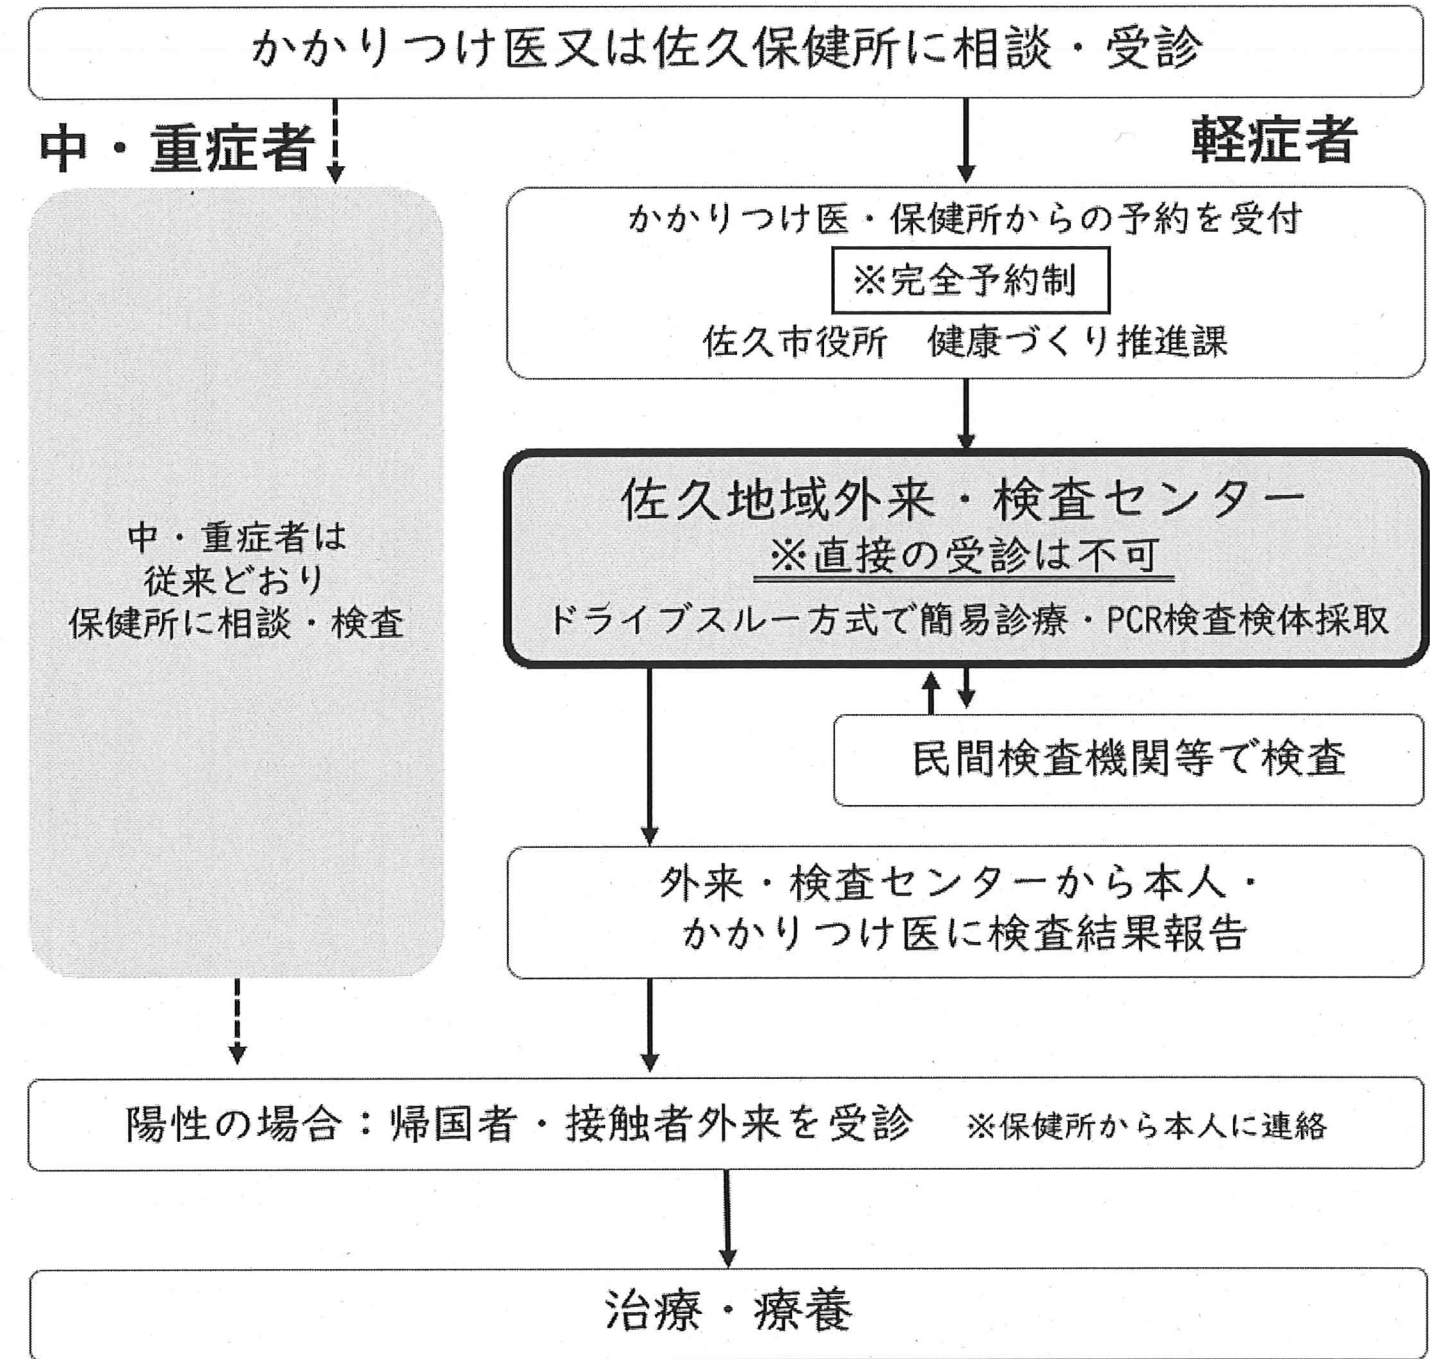 かかりつけ医又は佐久保健所に相談・受診
中・重症者
軽症者
中・重症者は
従来どおり
保健所に相談・検査
かかりつけ医・保健所からの予約を受付
※完全予約制
佐久市役所　健康づくり推進課
佐久地域外来・検査センター
※直接の受診は不可
ドライブスルー方式で簡易診療・PCR検査検体採取
民間検査機関等で検査
外来・検査センターから本人・
かかりつけ医に検査結果報告
陽性の場合：帰国者・接触者外来を受診　※保健所から本人に連絡
治療・療養